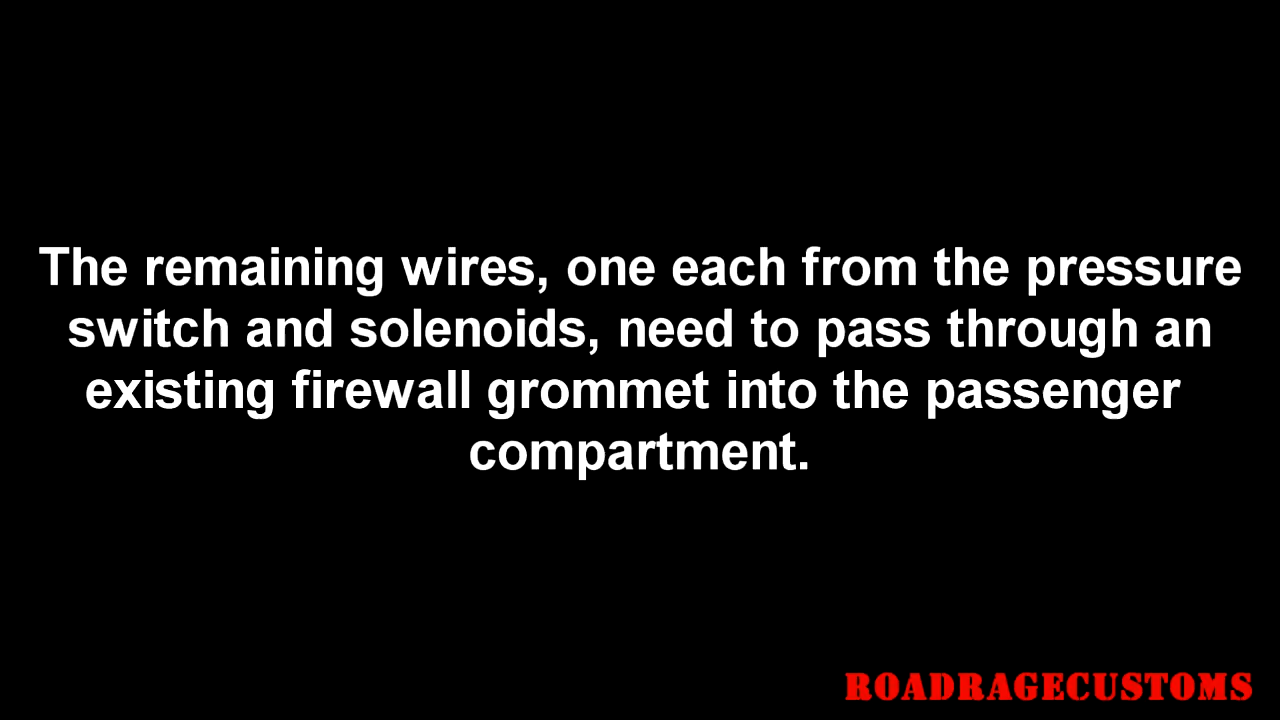 The remaining wires, one each from the pressure
switch and solenoids, need to pass through an
existing firewall grommet into the passenger
compartment.
ROADRAGECUSTOMS